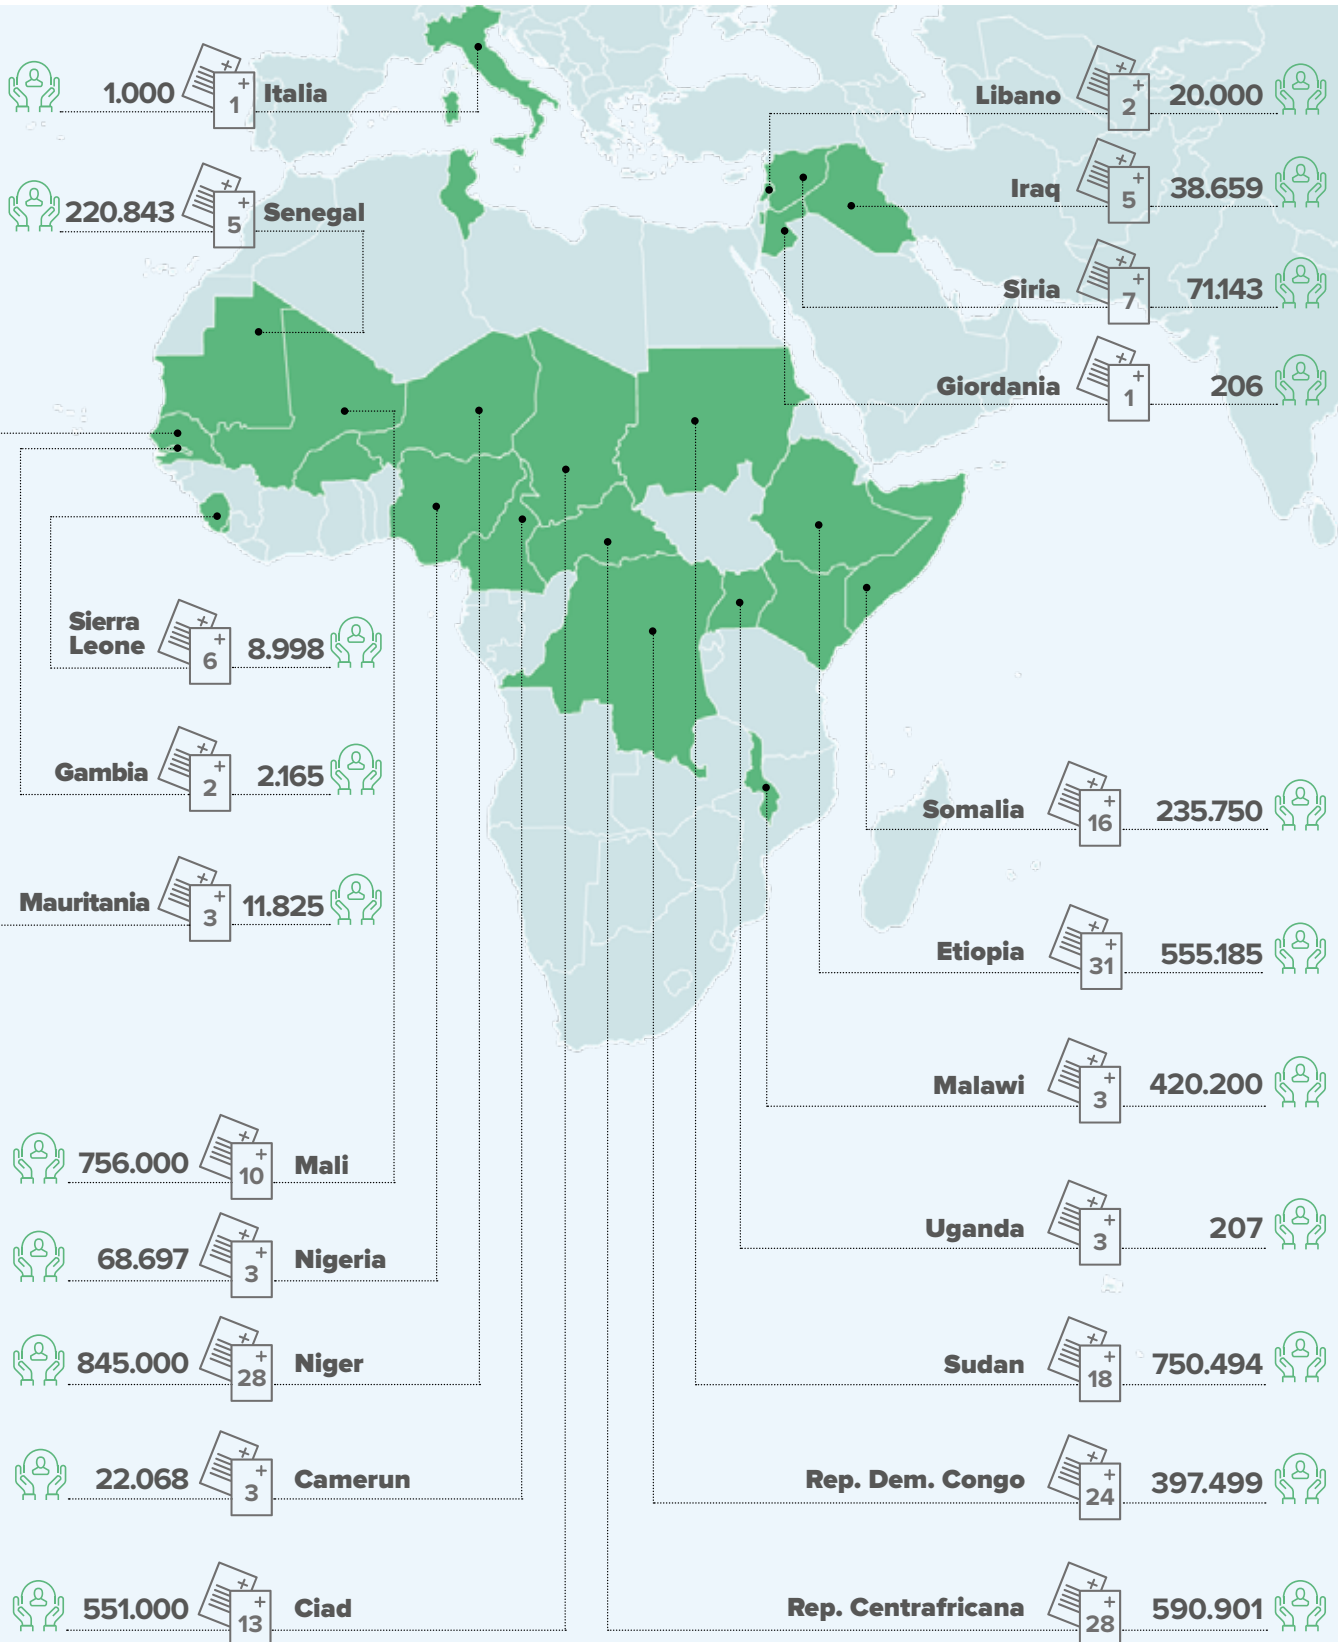 1.000 + + 1 Italia
220.843 + + 5 Senegal
Libano + + 2 20.000
Iraq + + 5 38.659
Siria + + 7 71.143
Giordania + + 1 206
Sierra
Leone + + 6 8.998
Gambia + + 2 2.165
Mauritania + + 3 11.825
756.000 + + 10 Mali
68.697 + + 3 Nigeria
845.000 + + 28 Niger
22.068 + + 3 Camerun
551.000 + + 13 Ciad
Somalia + + 16 235.750
Etiopia + + 31 555.185
Malawi + + 3 420.200
Uganda + + 3 207
Sudan + + 18 750.494
Rep. Dem. Congo + + 24 397.499
Rep. Centrafricana + + 28 590.901